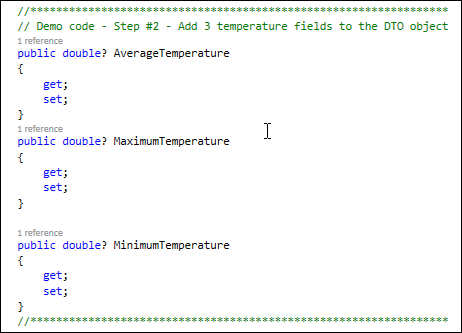 //*****************************************************************
// Demo code - Step #2 - Add 3 temperature fields to the DTO object
1 reference
public double? AverageTemperature
{
get;
set;
}
1 reference
public double? MaximumTemperature
{
get;
set;
}
1 reference
public double? MinimumTemperature
{
get;
set;
}
//*****************************************************************